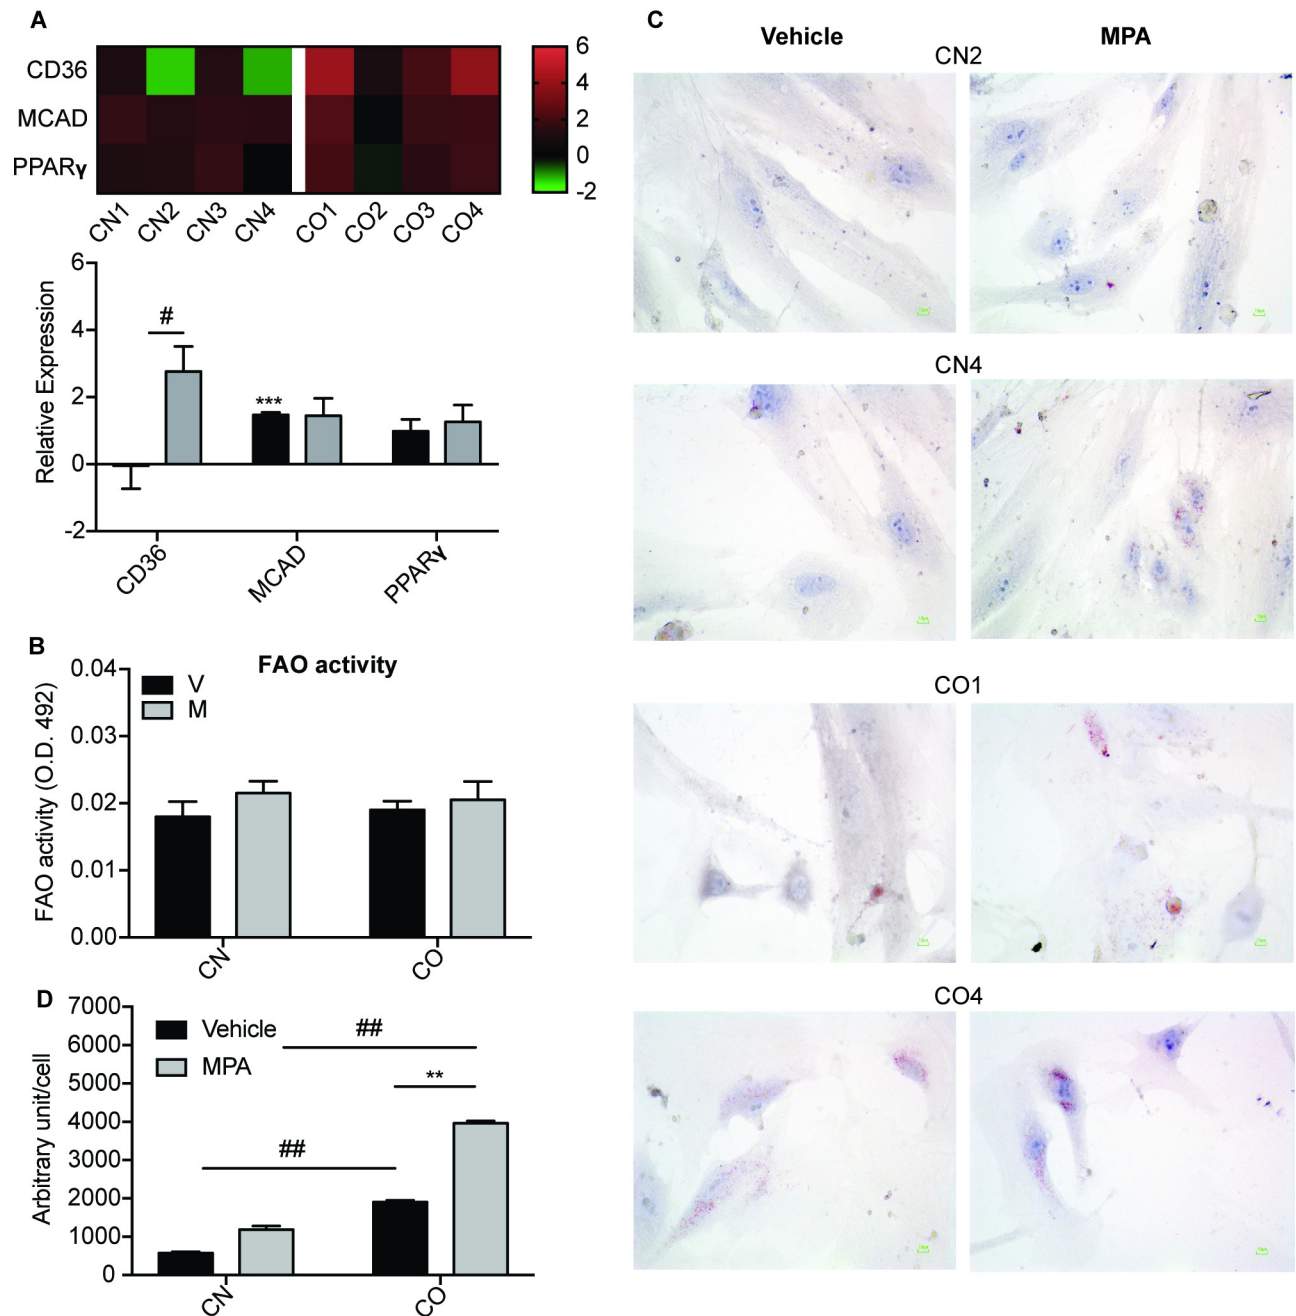 A
CD36
MCAD
PPARγ
CN1 CN2 CN3 CN4 CO1 CO2 CO3 CO4
6
4
2
0
-2
Relative Expression
6
4
2
0
-2
#
***
CD36 MCAD PPARγ
B
FAO activity
FAO activity (O.D. 492)
0.04
0.03
0.02
0.01
0.00
V
M
CN CO
D
Arbitrary unit/cell
7000
6000
5000
4000
3000
2000
1000
0
Vehicle
MPA
##
**
##
CN CO
C
Vehicle MPA
CN2
CN4
CO1
CO4